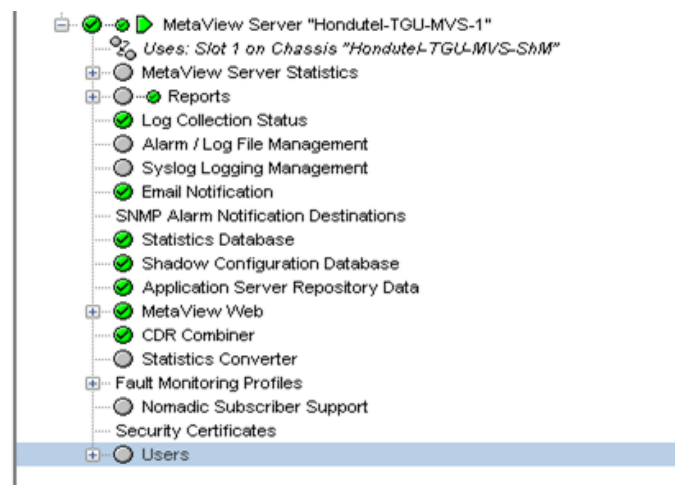 MetaView Server "Hondutel-TGU-MVS-1"
Uses: Slot 1 on Chassis "Hondutel-TGU-MVS-ShM"
MetaView Server Statistics
Reports
Log Collection Status
Alarm / Log File Management
Syslog Logging Management
Email Notification
SNMP Alarm Notification Destinations
Statistics Database
Shadow Configuration Database
Application Server Repository Data
MetaView Web
CDR Combiner
Statistics Converter
Fault Monitoring Profiles
Nomadic Subscriber Support
Security Certificates
Users